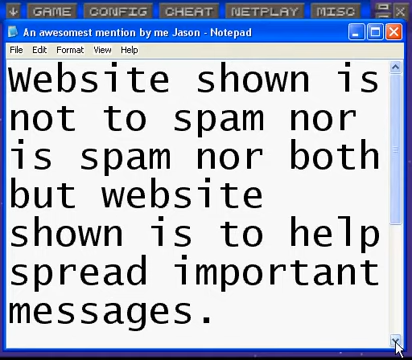 GAME CONFIG CHEAT NETPLAY MISC
An awesomest mention by me Jason - Notepad
File Edit Format View Help
Website shown is
not to spam nor
is spam nor both
but website
shown is to help
spread important
messages.